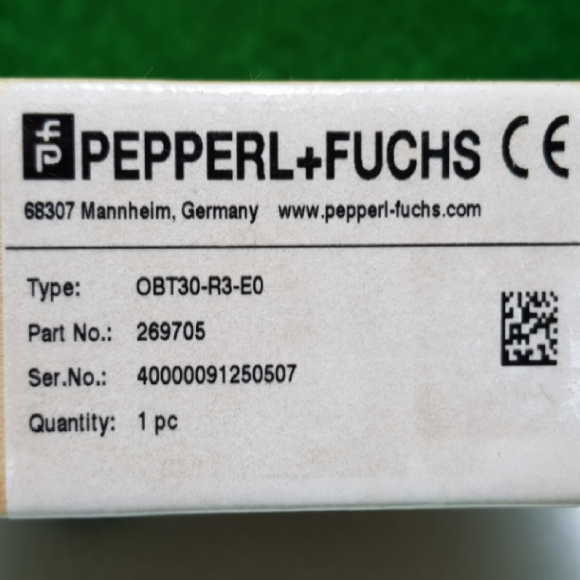 PEPPERL+FUCHS CE
68307 Mannheim, Germany www.pepperl-fuchs.com
Type: OBT30-R3-E0
Part No.: 269705
Ser.No.: 40000091250507
Quantity: 1 pc